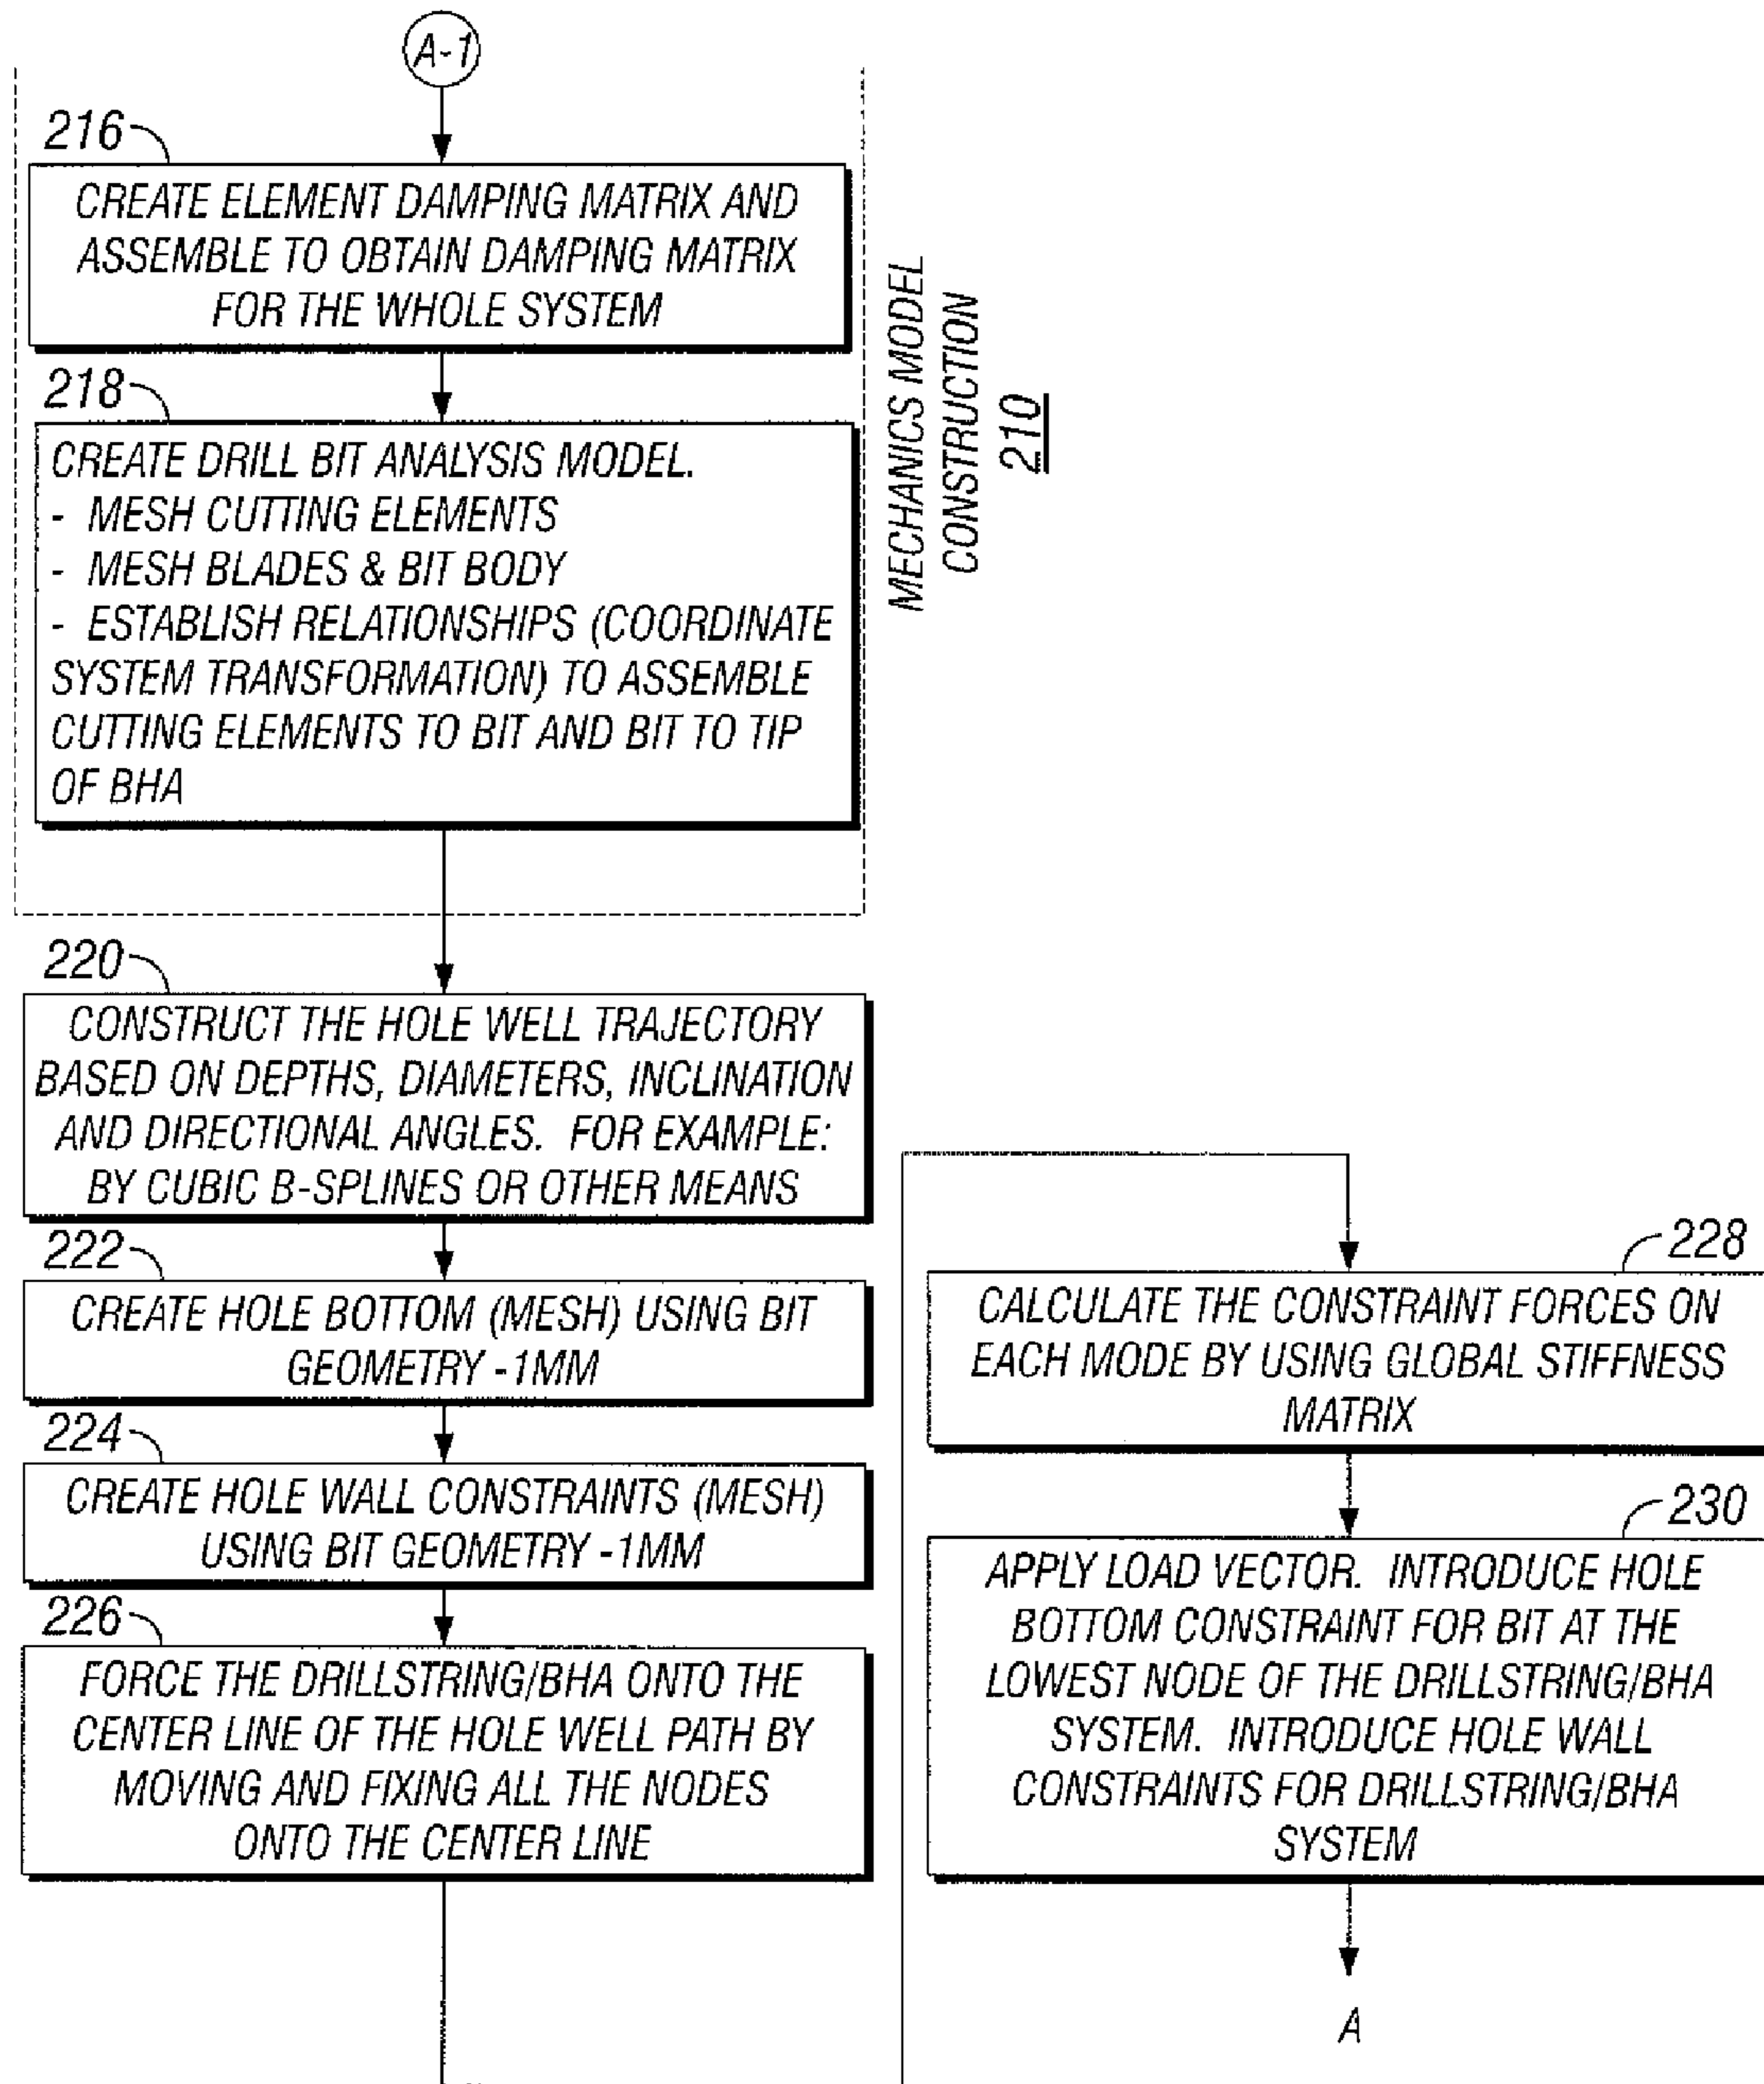 A-1
216
CREATE ELEMENT DAMPING MATRIX AND
ASSEMBLE TO OBTAIN DAMPING MATRIX
FOR THE WHOLE SYSTEM
218
CREATE DRILL BIT ANALYSIS MODEL.
- MESH CUTTING ELEMENTS
- MESH BLADES & BIT BODY
- ESTABLISH RELATIONSHIPS (COORDINATE
SYSTEM TRANSFORMATION) TO ASSEMBLE
CUTTING ELEMENTS TO BIT AND BIT TO TIP
OF BHA
MECHANICS MODEL
CONSTRUCTION
210
220
CONSTRUCT THE HOLE WELL TRAJECTORY
BASED ON DEPTHS, DIAMETERS, INCLINATION
AND DIRECTIONAL ANGLES. FOR EXAMPLE:
BY CUBIC B-SPLINES OR OTHER MEANS
222
CREATE HOLE BOTTOM (MESH) USING BIT
GEOMETRY -1MM
224
CREATE HOLE WALL CONSTRAINTS (MESH)
USING BIT GEOMETRY -1MM
226
FORCE THE DRILLSTRING/BHA ONTO THE
CENTER LINE OF THE HOLE WELL PATH BY
MOVING AND FIXING ALL THE NODES
ONTO THE CENTER LINE
228
CALCULATE THE CONSTRAINT FORCES ON
EACH MODE BY USING GLOBAL STIFFNESS
MATRIX
230
APPLY LOAD VECTOR. INTRODUCE HOLE
BOTTOM CONSTRAINT FOR BIT AT THE
LOWEST NODE OF THE DRILLSTRING/BHA
SYSTEM. INTRODUCE HOLE WALL
CONSTRAINTS FOR DRILLSTRING/BHA
SYSTEM
A